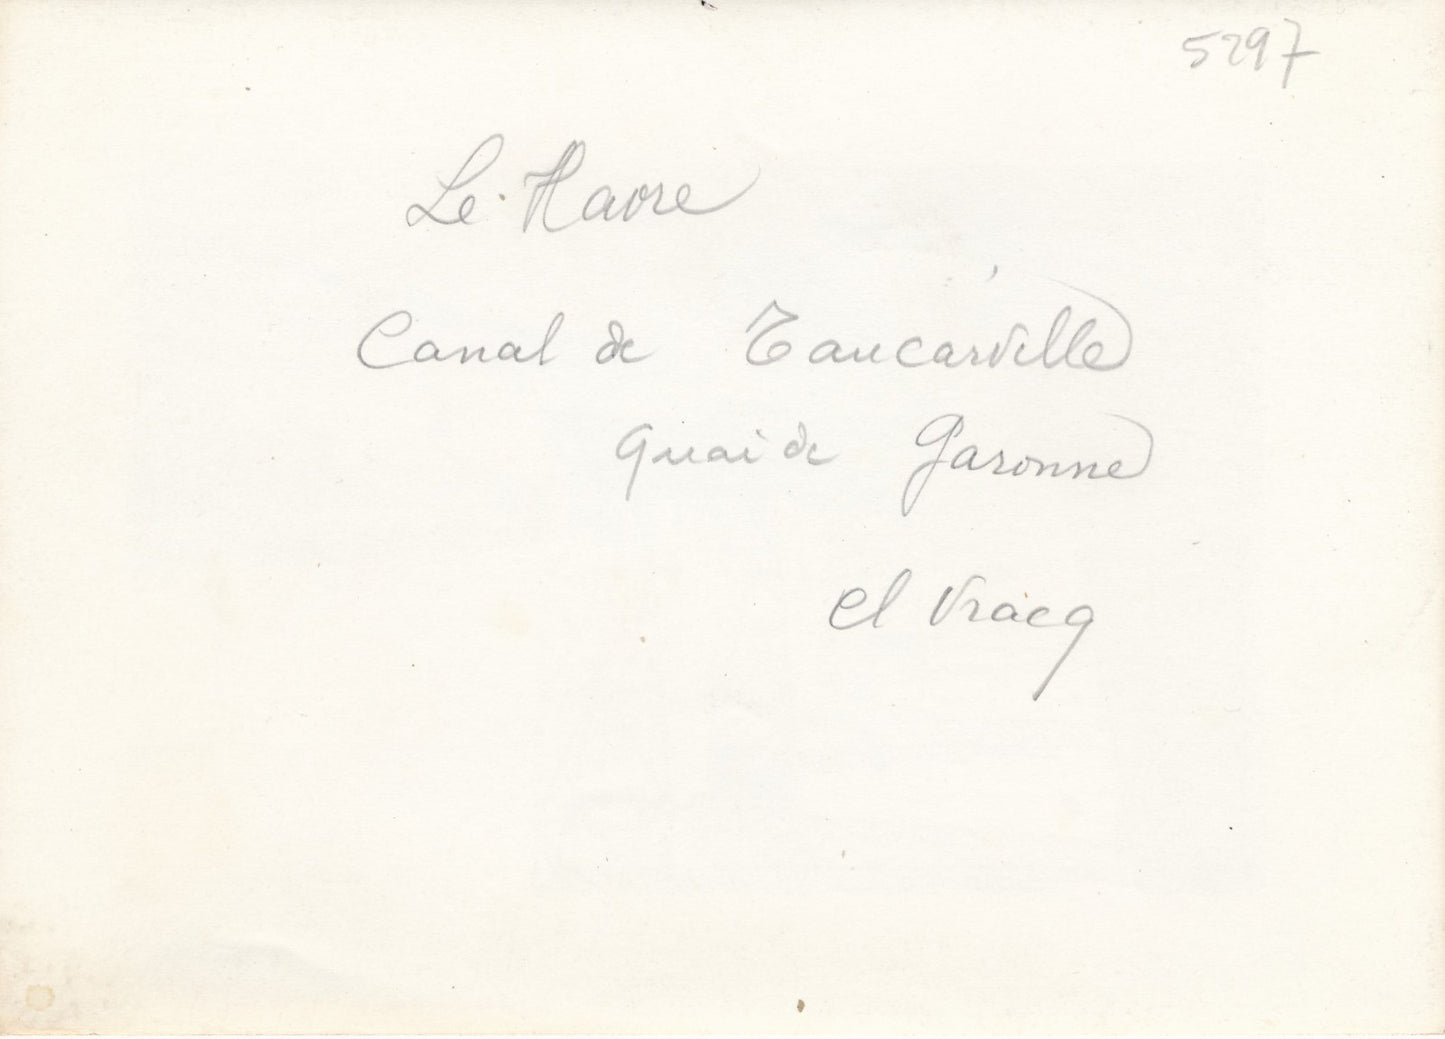 5297
Le Havre
Canal de Tancarville
Quai de Garonne
cl Vracq